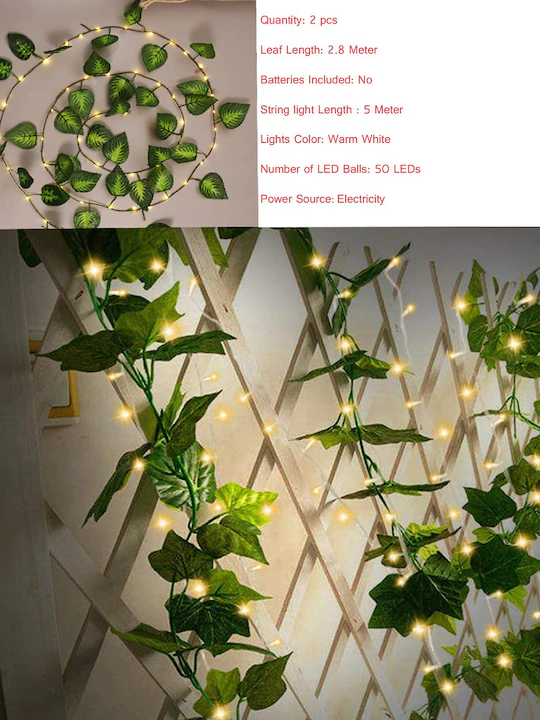 Quantity: 2 pcs
Leaf Length: 2.8 Meter
Batteries Included: No
String light Length : 5 Meter
Lights Color: Warm White
Number of LED Balls: 50 LEDs
Power Source: Electricity